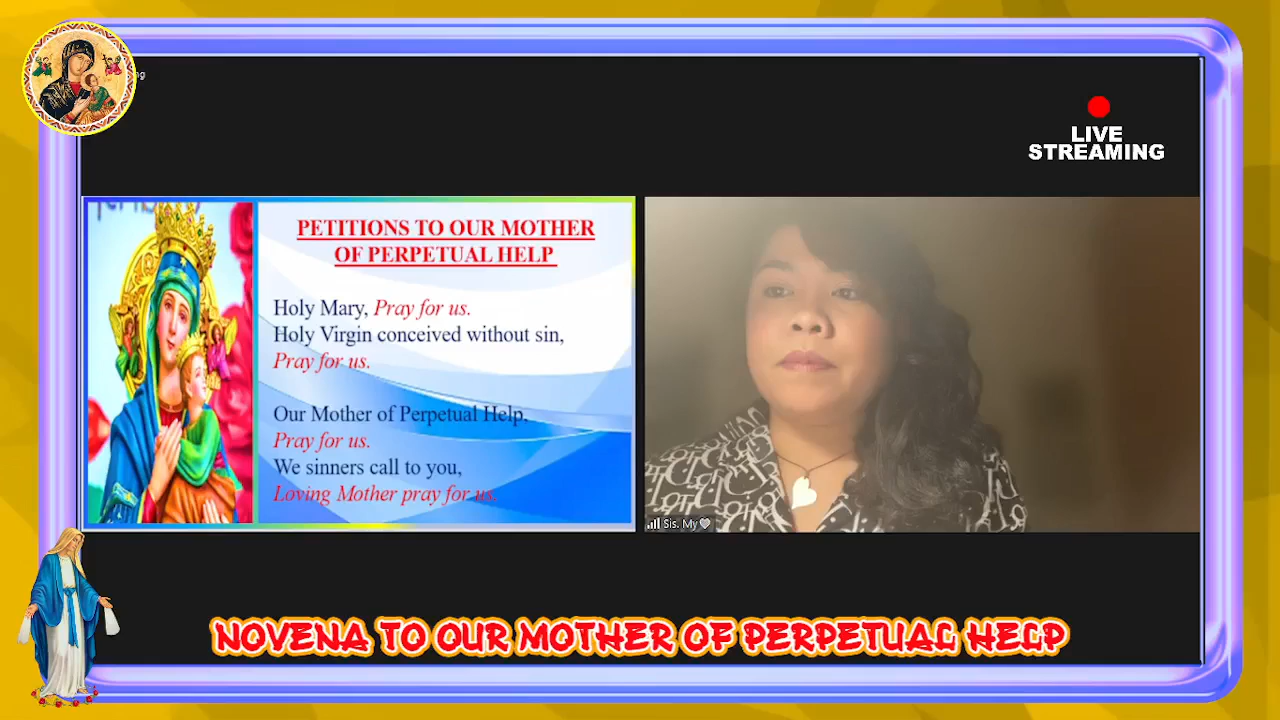 LIVE
STREAMING
PETITIONS TO OUR MOTHER
OF PERPETUAL HELP
Holy Mary, Pray for us.
Holy Virgin conceived without sin,
Pray for us.
Our Mother of Perpetual Help,
Pray for us.
We sinners call to you,
Loving Mother pray for us.
Sis. My🤍
NOVENA TO OUR MOTHER OF PERPETUAL HELP